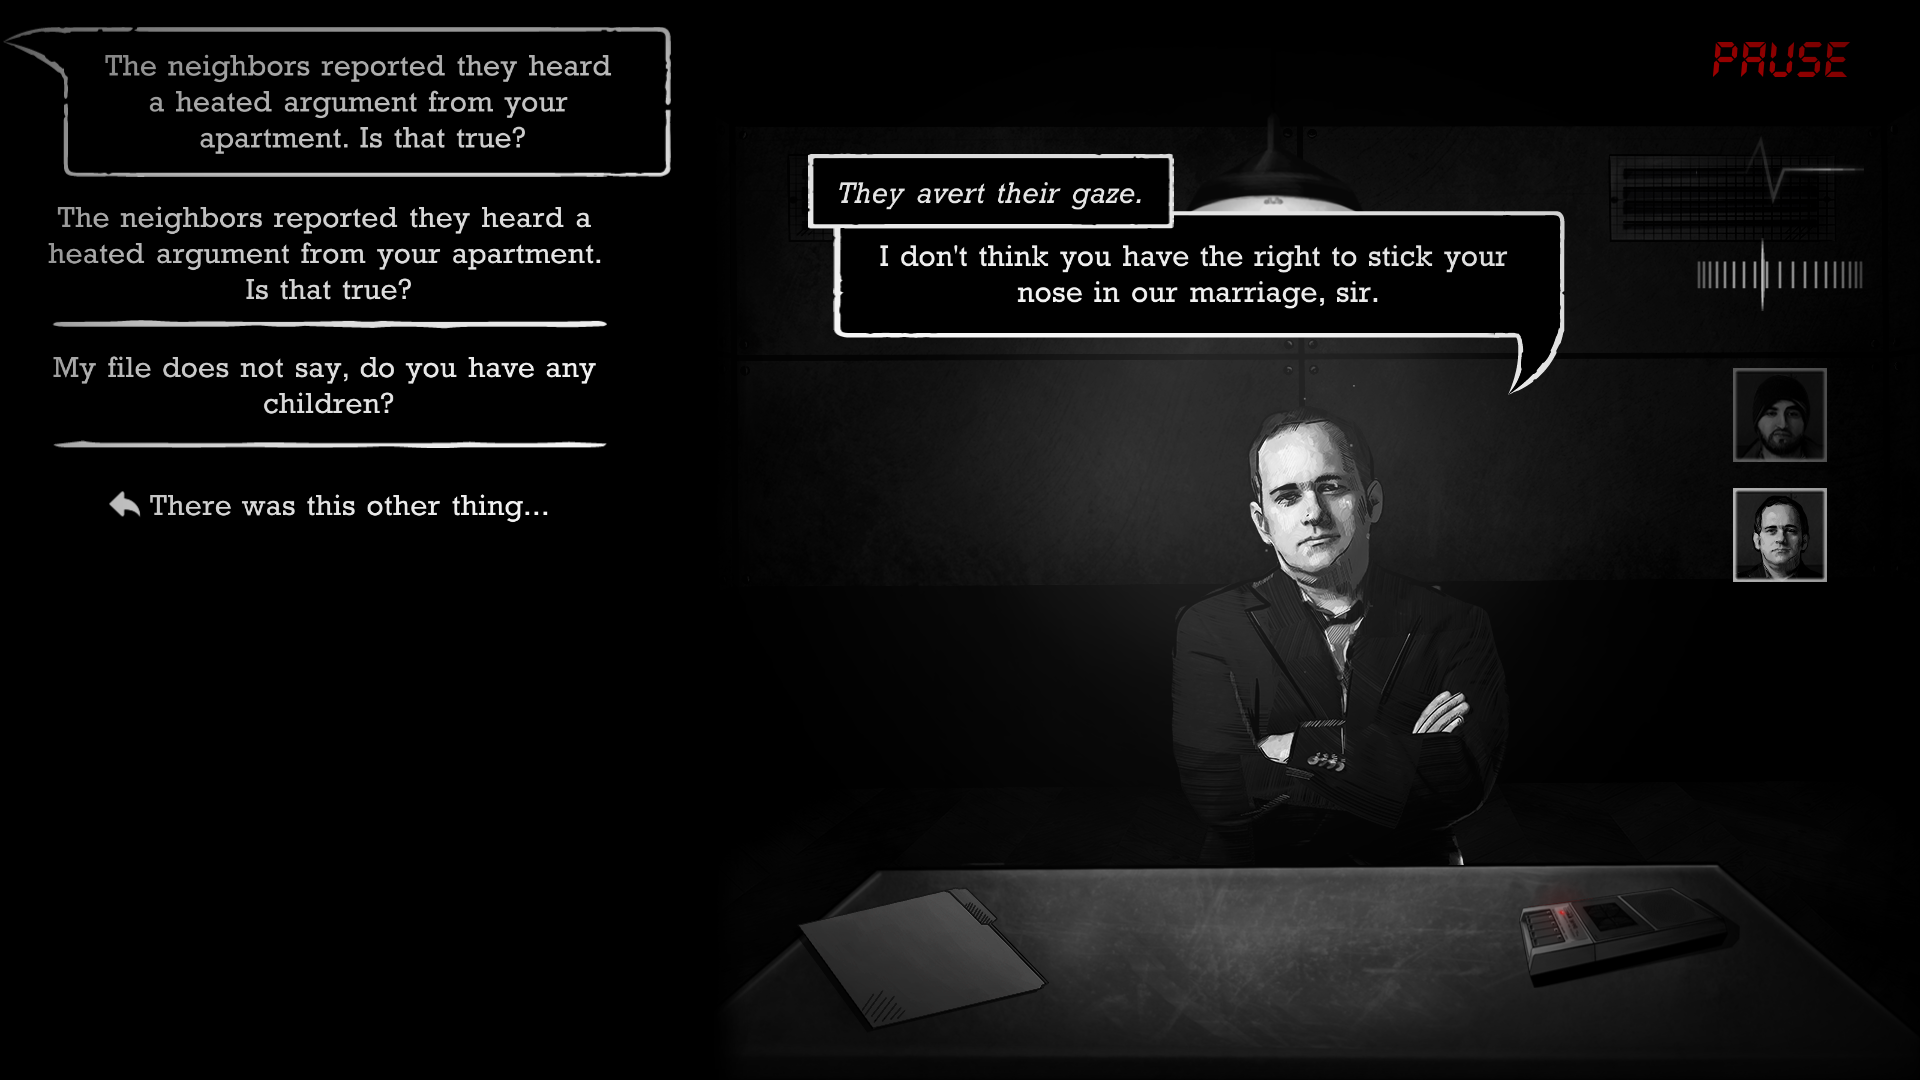 The neighbors reported they heard
a heated argument from your
apartment. Is that true?
The neighbors reported they heard a
heated argument from your apartment.
Is that true?
My file does not say, do you have any
children?
There was this other thing...
PAUSE
They avert their gaze.
I don't think you have the right to stick your
nose in our marriage, sir.